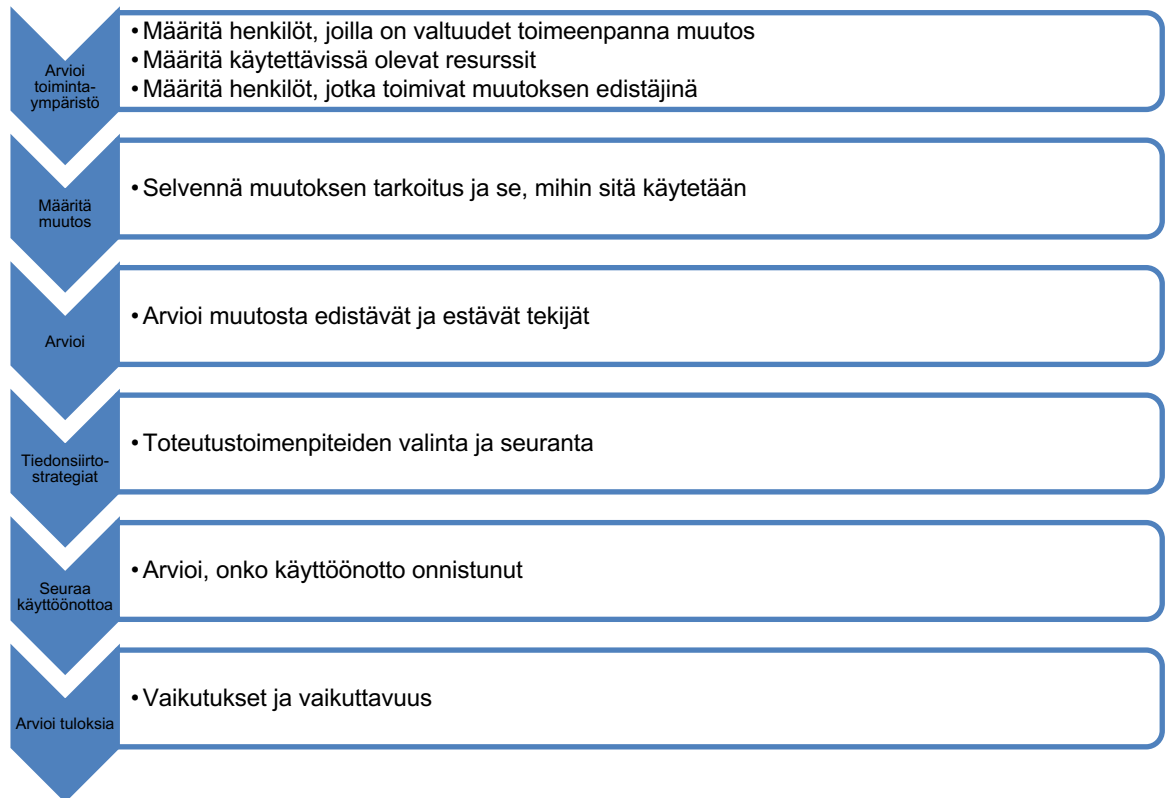 Arvioi
toiminta-
ympäristö
• Määritä henkilöt, joilla on valtuudet toimeenpanna muutos
• Määritä käytettävissä olevat resurssit
• Määritä henkilöt, jotka toimivat muutoksen edistäjinä
Määritä
muutos
• Selvennä muutoksen tarkoitus ja se, mihin sitä käytetään
Arvioi
• Arvioi muutosta edistävät ja estävät tekijät
Tiedonsiirto-
strategiat
• Toteutustoimenpiteiden valinta ja seuranta
Seuraa
käyttöönottoa
• Arvioi, onko käyttöönotto onnistunut
Arvioi tuloksia
• Vaikutukset ja vaikuttavuus